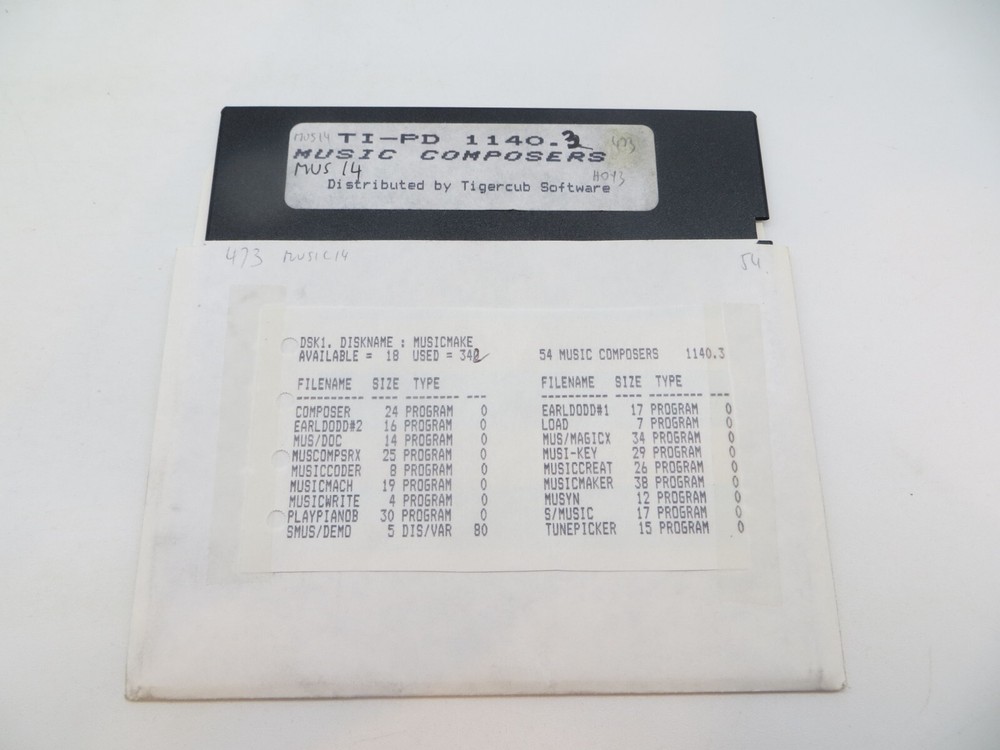 MUS14 TI-PD 1140.3 473
MUSIC COMPOSERS
MUS 14 HO43
Distributed by Tigercub Software
473 MUSIC14 54
DSK1. DISKNAME : MUSICMAKE
AVAILABLE = 18 USED = 340 54 MUSIC COMPOSERS 1140.3
FILENAME SIZE TYPE FILENAME SIZE TYPE
---------- ---- ---------- --- ---------- ---- ---------- ---
COMPOSER 24 PROGRAM 0 EARLDODD#1 17 PROGRAM 0
EARLDODD#2 16 PROGRAM 0 LOAD 7 PROGRAM 0
MUS/DOC 14 PROGRAM 0 MUS/MAGICX 34 PROGRAM 0
MUSCOMPSRX 25 PROGRAM 0 MUSI-KEY 29 PROGRAM 0
MUSICCODER 8 PROGRAM 0 MUSICCREAT 26 PROGRAM 0
MUSICMACH 19 PROGRAM 0 MUSICMAKER 38 PROGRAM 0
MUSICWRITE 4 PROGRAM 0 MUSYN 12 PROGRAM 0
PLAYPIANOB 30 PROGRAM 0 S/MUSIC 17 PROGRAM 0
SMUS/DEMO 5 DIS/VAR 80 TUNEPICKER 15 PROGRAM 0